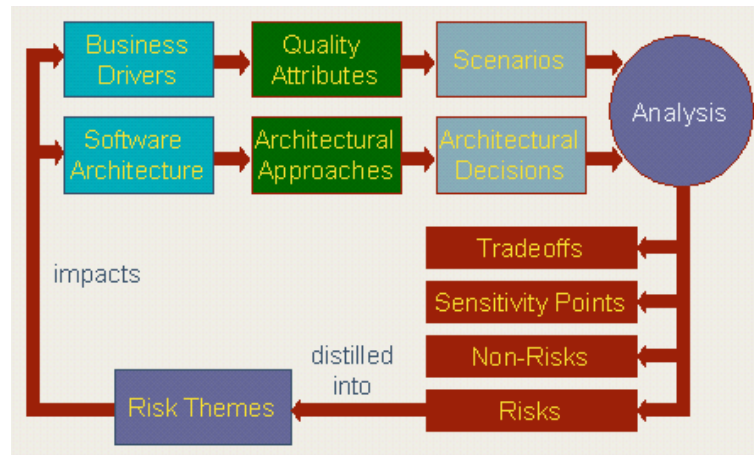 Business
Drivers
Quality
Attributes
Scenarios
Analysis
Software
Architecture
Architectural
Approaches
Architectural
Decisions
Tradeoffs
impacts
Sensitivity Points
Non-Risks
distilled
into
Risk Themes
Risks